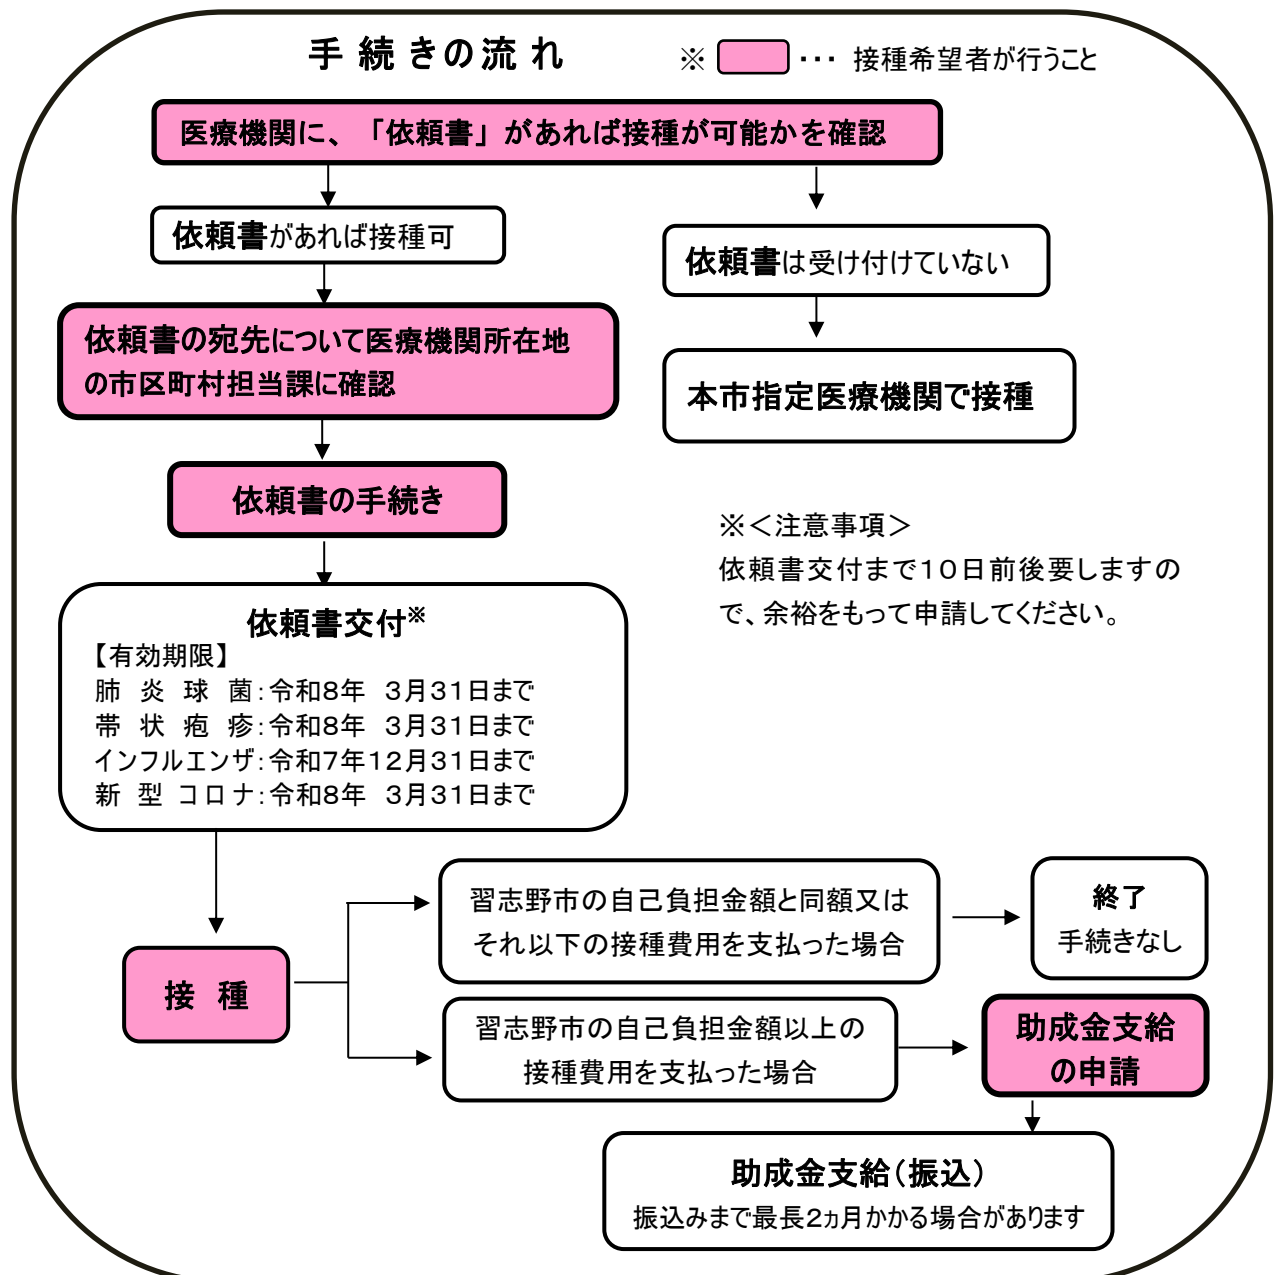 手続きの流れ
※ ・・・ 接種希望者が行うこと
医療機関に、「依頼書」があれば接種が可能かを確認
依頼書があれば接種可
依頼書は受け付けていない
依頼書の宛先について医療機関所在地
の市区町村担当課に確認
本市指定医療機関で接種
依頼書の手続き
※＜注意事項＞
依頼書交付まで１０日前後要しますの
で、余裕をもって申請してください。
依頼書交付※
【有効期限】
肺炎球菌：令和８年 ３月３１日まで
帯状疱疹：令和８年 ３月３１日まで
インフルエンザ：令和７年１２月３１日まで
新型コロナ：令和８年 ３月３１日まで
習志野市の自己負担金額と同額又は
それ以下の接種費用を支払った場合
終了
手続きなし
接種
習志野市の自己負担金額以上の
接種費用を支払った場合
助成金支給
の申請
助成金支給（振込）
振込みまで最長２ヵ月かかる場合があります